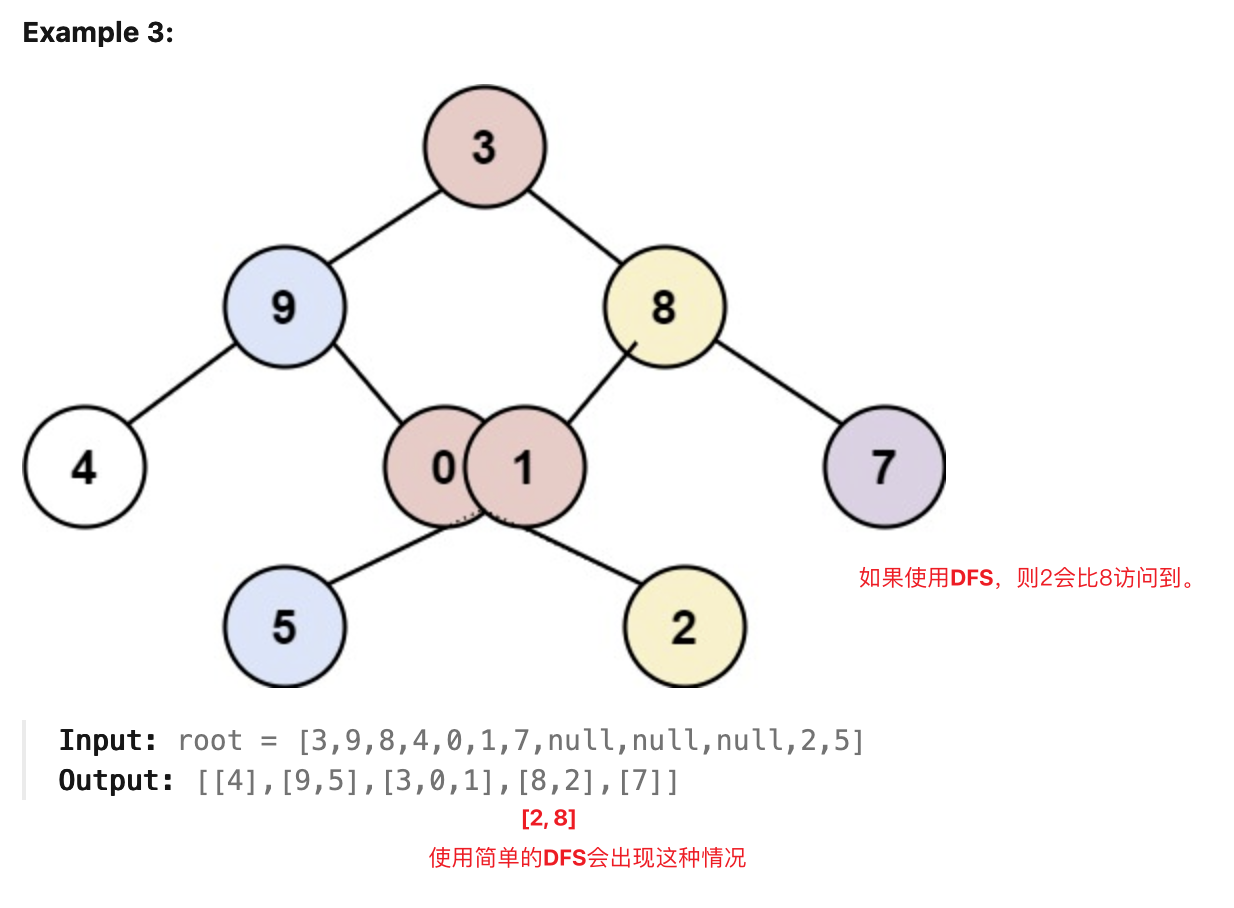 Example 3:
3
9
8
4
0
1
7
如果使用DFS，则2会比8访问到。
5
2
Input: root = [3,9,8,4,0,1,7,null,null,null,2,5]
Output: [[4],[9,5],[3,0,1],[8,2],[7]]
[2, 8]
使用简单的DFS会出现这种情况